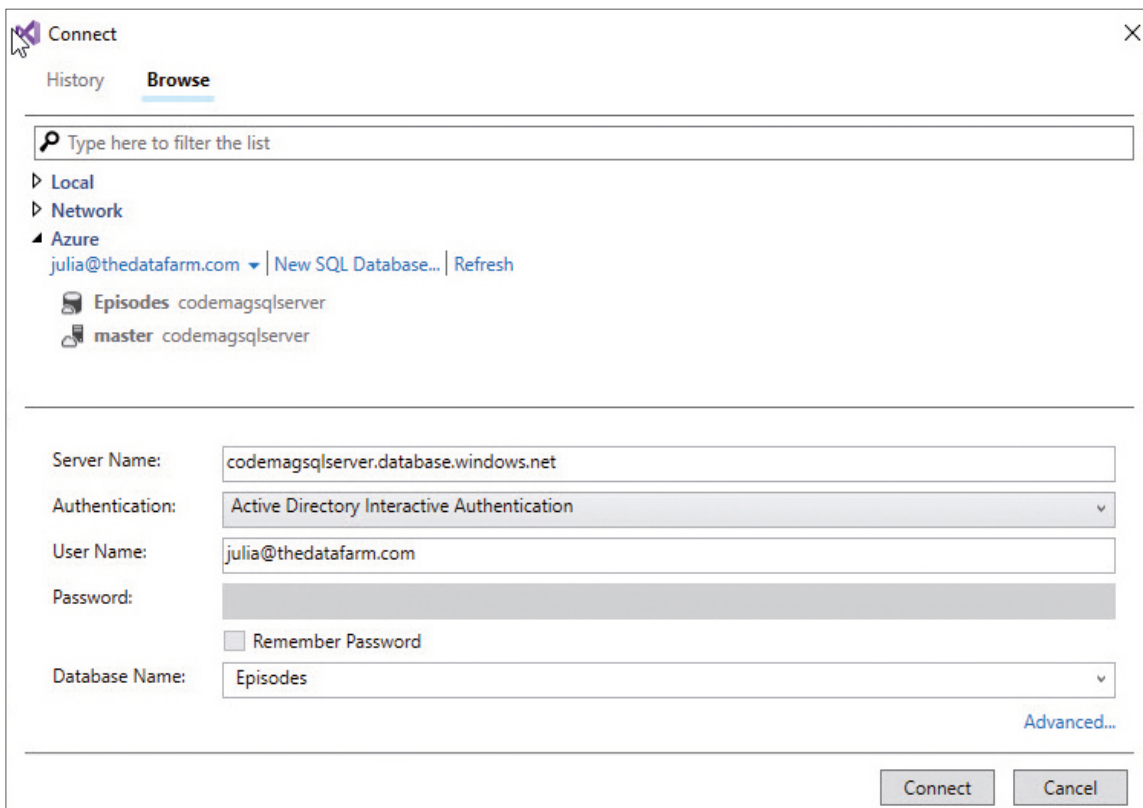 Connect
History Browse
Type here to filter the list
Local
Network
Azure
julia@thedatafarm.com New SQL Database... Refresh
Episodes codemagsqlserver
master codemagsqlserver
Server Name: codemagsqlserver.database.windows.net
Authentication: Active Directory Interactive Authentication
User Name: julia@thedatafarm.com
Password:
Remember Password
Database Name: Episodes
Advanced...
Connect Cancel